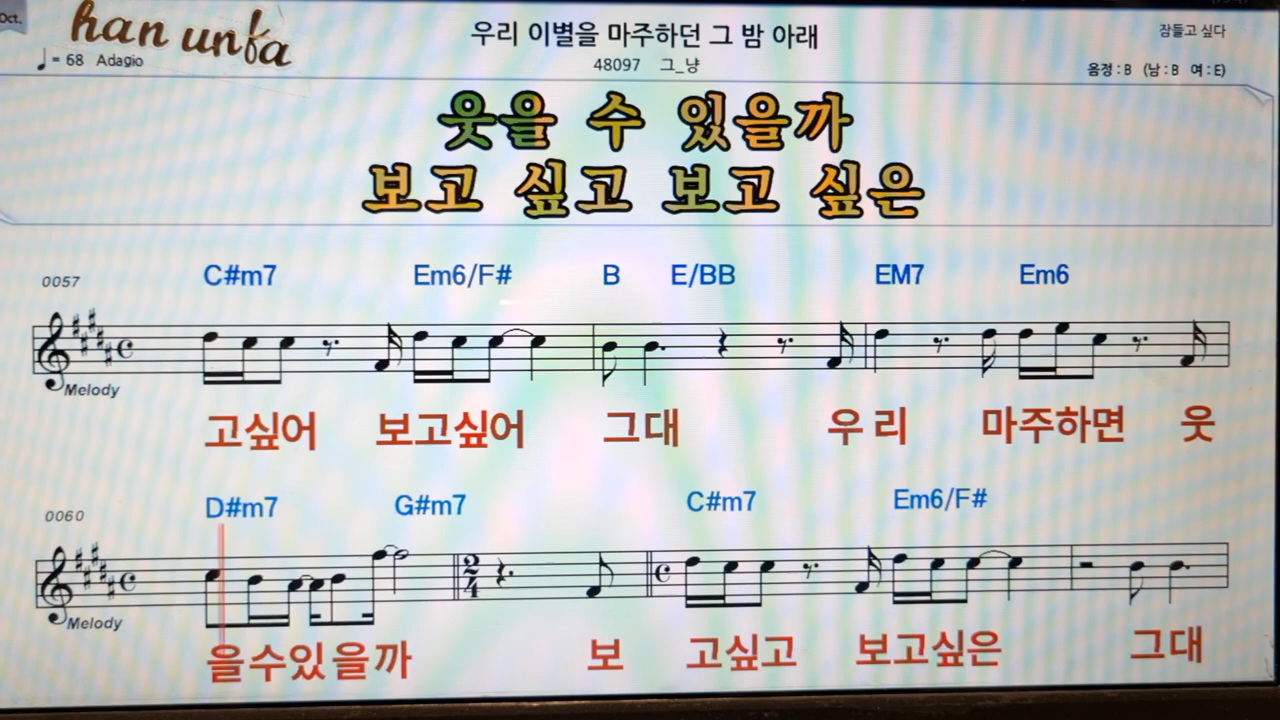 Oct.
han unfa
우리 이별을 마주하던 그 밤 아래
잠들고 싶다
♩= 68 Adagio
48097 그_냥
음정 : B (남 : B 여 : E)
웃을 수 있을까
보고 싶고 보고 싶은
0057
C#m7 Em6/F# B E/BB EM7 Em6
Melody
고싶어 보고싶어 그대 우 리 마주하면 웃
0060
D#m7 G#m7 C#m7 Em6/F#
2/4
Melody
을수있 을까 보 고싶고 보고싶은 그대